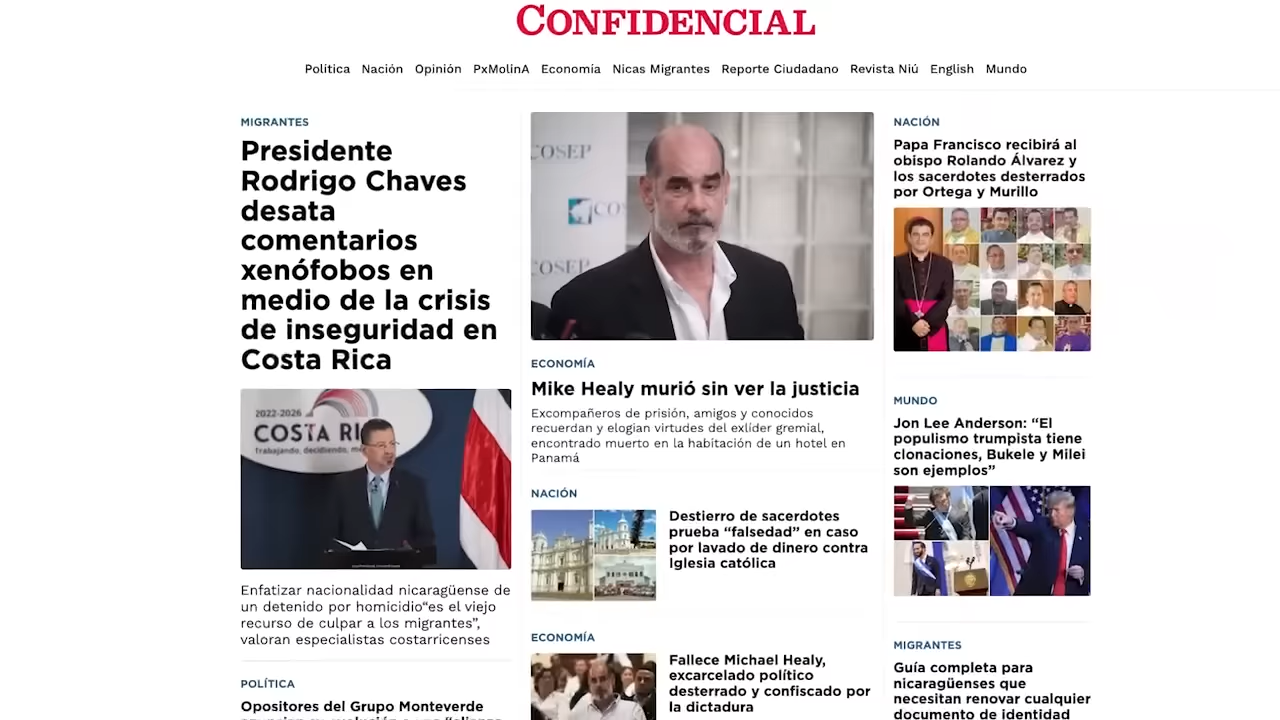 CONFIDENCIAL
Política Nación Opinión PxMolinA Economía Nicas Migrantes Reporte Ciudadano Revista Niú English Mundo
MIGRANTES
Presidente
Rodrigo Chaves
desata
comentarios
xenófobos en
medio de la crisis
de inseguridad en
Costa Rica
2022-2026
COSTA RI
Trabajando, decidiendo,
Enfatizar nacionalidad nicaragüense de
un detenido por homicidio“es el viejo
recurso de culpar a los migrantes”,
valoran especialistas costarricenses
POLÍTICA
Opositores del Grupo Monteverde
COSEP
CO
COSEP
ECONOMÍA
Mike Healy murió sin ver la justicia
Excompañeros de prisión, amigos y conocidos
recuerdan y elogian virtudes del exlíder gremial,
encontrado muerto en la habitación de un hotel en
Panamá
NACIÓN
Destierro de sacerdotes
prueba “falsedad” en caso
por lavado de dinero contra
Iglesia católica
ECONOMÍA
Fallece Michael Healy,
excarcelado político
desterrado y confiscado por
la dictadura
NACIÓN
Papa Francisco recibirá al
obispo Rolando Álvarez y
los sacerdotes desterrados
por Ortega y Murillo
MUNDO
Jon Lee Anderson: “El
populismo trumpista tiene
clonaciones, Bukele y Milei
son ejemplos”
MIGRANTES
Guía completa para
nicaragüenses que
necesitan renovar cualquier
documento de identidad